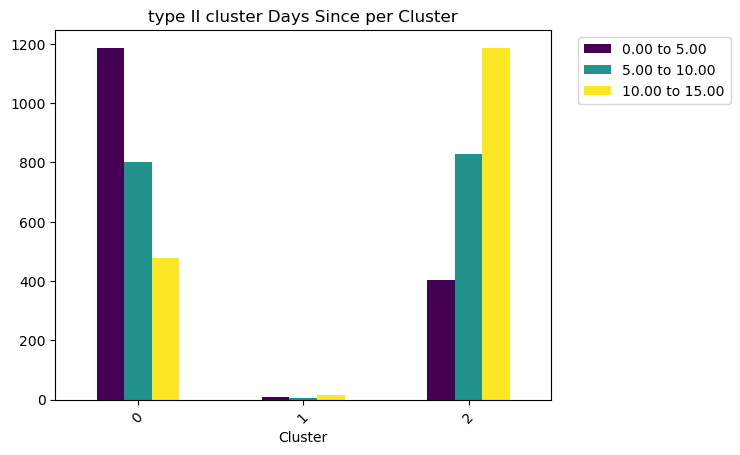 type II cluster Days Since per Cluster
0.00 to 5.00
5.00 to 10.00
10.00 to 15.00
1200
1000
800
600
400
200
0
0
1
2
Cluster